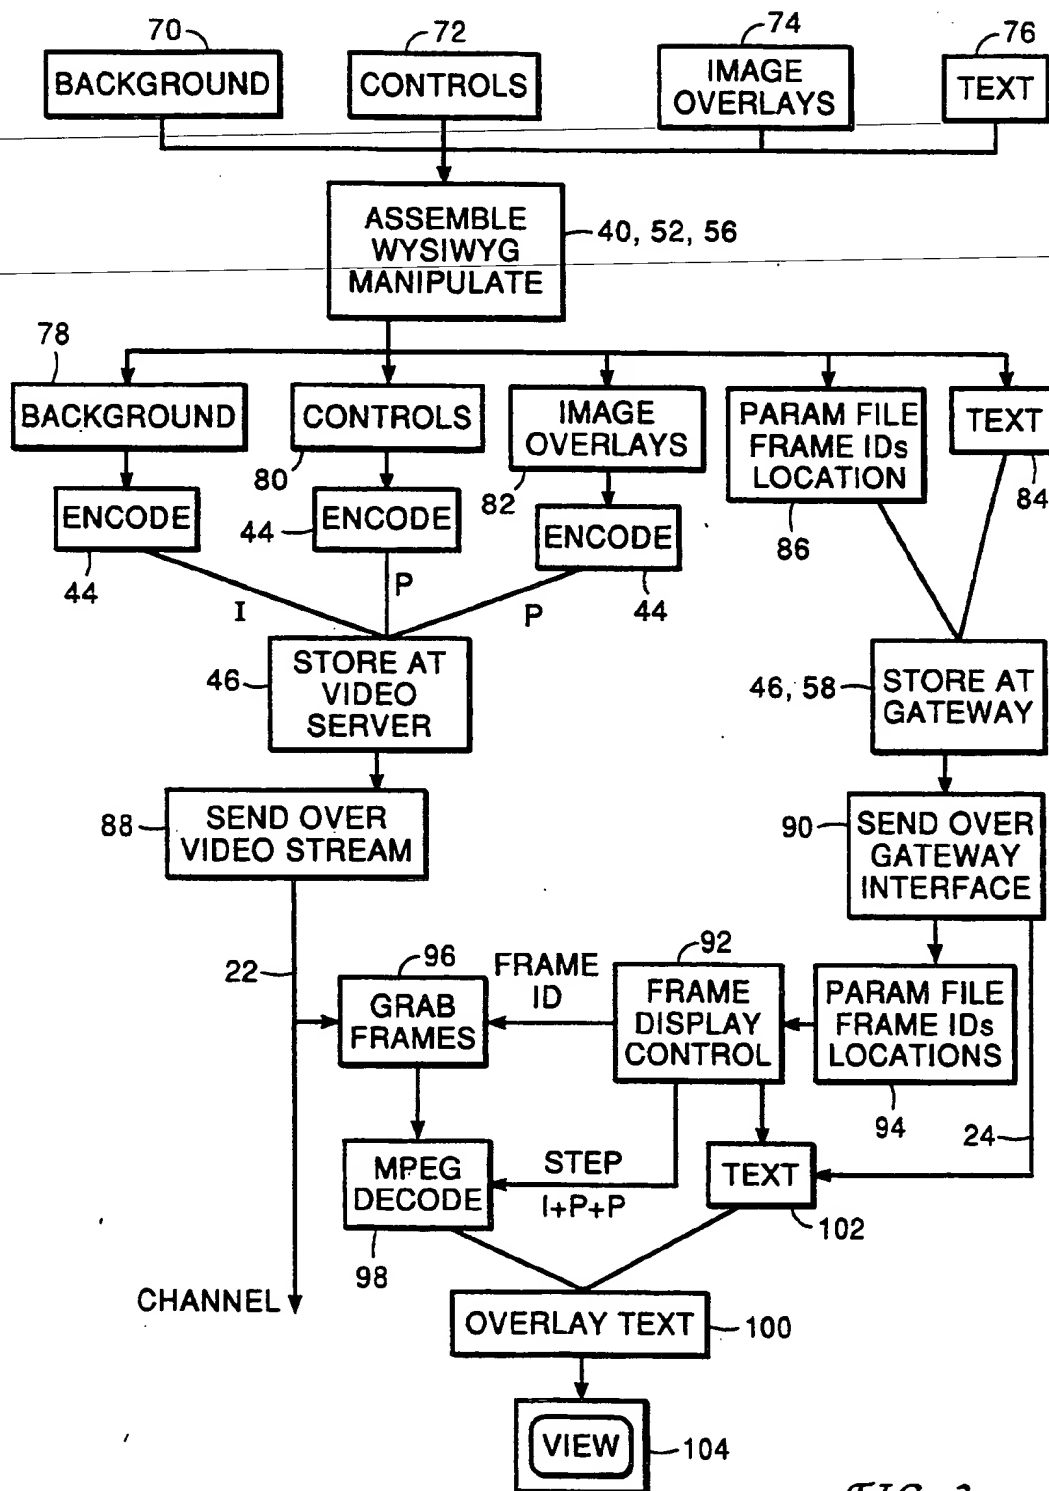 70
72
74
76
BACKGROUND
CONTROLS
IMAGE
OVERLAYS
TEXT
ASSEMBLE
WYSIWYG
MANIPULATE
40, 52, 56
78
BACKGROUND
CONTROLS
IMAGE
OVERLAYS
PARAM FILE
FRAME IDs
LOCATION
TEXT
80
82
84
86
ENCODE
44
ENCODE
44
ENCODE
44
I
P
P
46
STORE AT
VIDEO
SERVER
46, 58
STORE AT
GATEWAY
88
SEND OVER
VIDEO STREAM
90
SEND OVER
GATEWAY
INTERFACE
22
96
GRAB
FRAMES
FRAME
ID
92
FRAME
DISPLAY
CONTROL
PARAM FILE
FRAME IDs
LOCATIONS
94
24
MPEG
DECODE
98
STEP
I+P+P
TEXT
102
CHANNEL
OVERLAY TEXT
100
VIEW
104